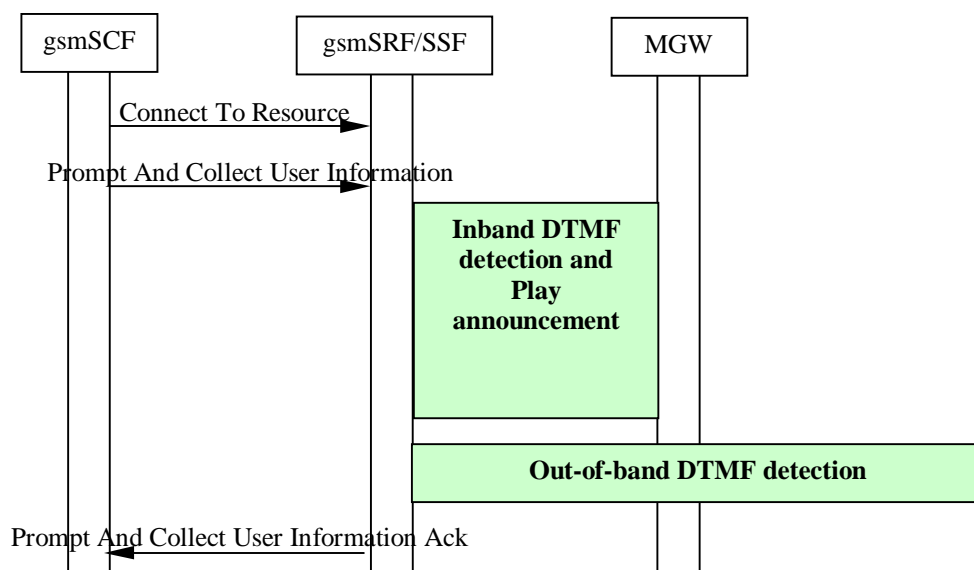 gsmSCF
gsmSRF/SSF
MGW
Connect To Resource
Prompt And Collect User Information
Inband DTMF
detection and
Play
announcement
Out-of-band DTMF detection
Prompt And Collect User Information Ack